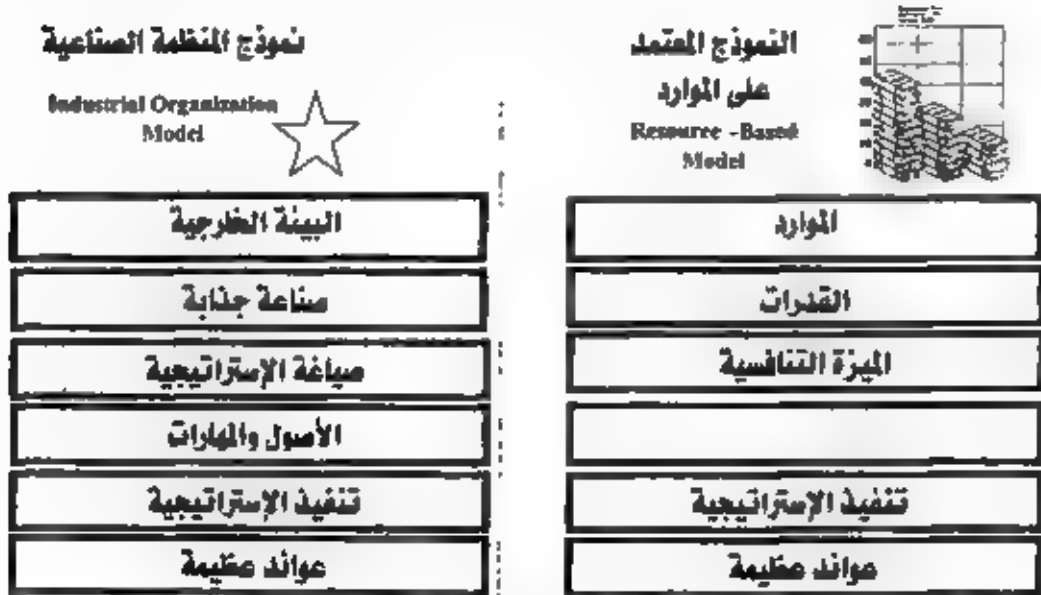 النموذج المعتمد
على الموارد
Resource -Based
Model
الموارد
القدرات
الميزة التنافسية
تنفيذ الإستراتيجية
عوائد عظيمة
نموذج المنظمة الصناعية
Industrial Organization
Model
البيئة الخارجية
صناعة جذابة
صياغة الإستراتيجية
الأصول والمهارات
تنفيذ الإستراتيجية
عوائد عظيمة